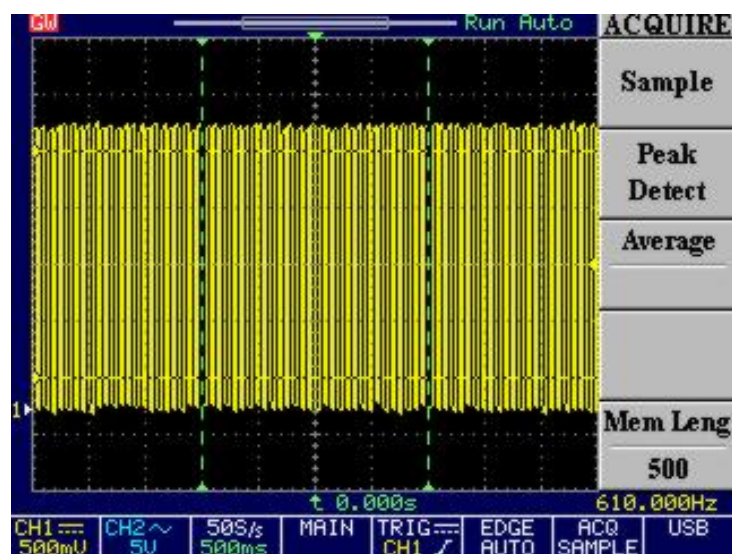 GW Run Auto ACQUIRE
Sample
Peak
Detect
Average
1
Mem Leng
500
0.000s 610.000Hz
CH1 CH2 50S/s MAIN TRIG EDGE ACQ USB
500mV 5V 500ms CH1 AUTO SAMPLE